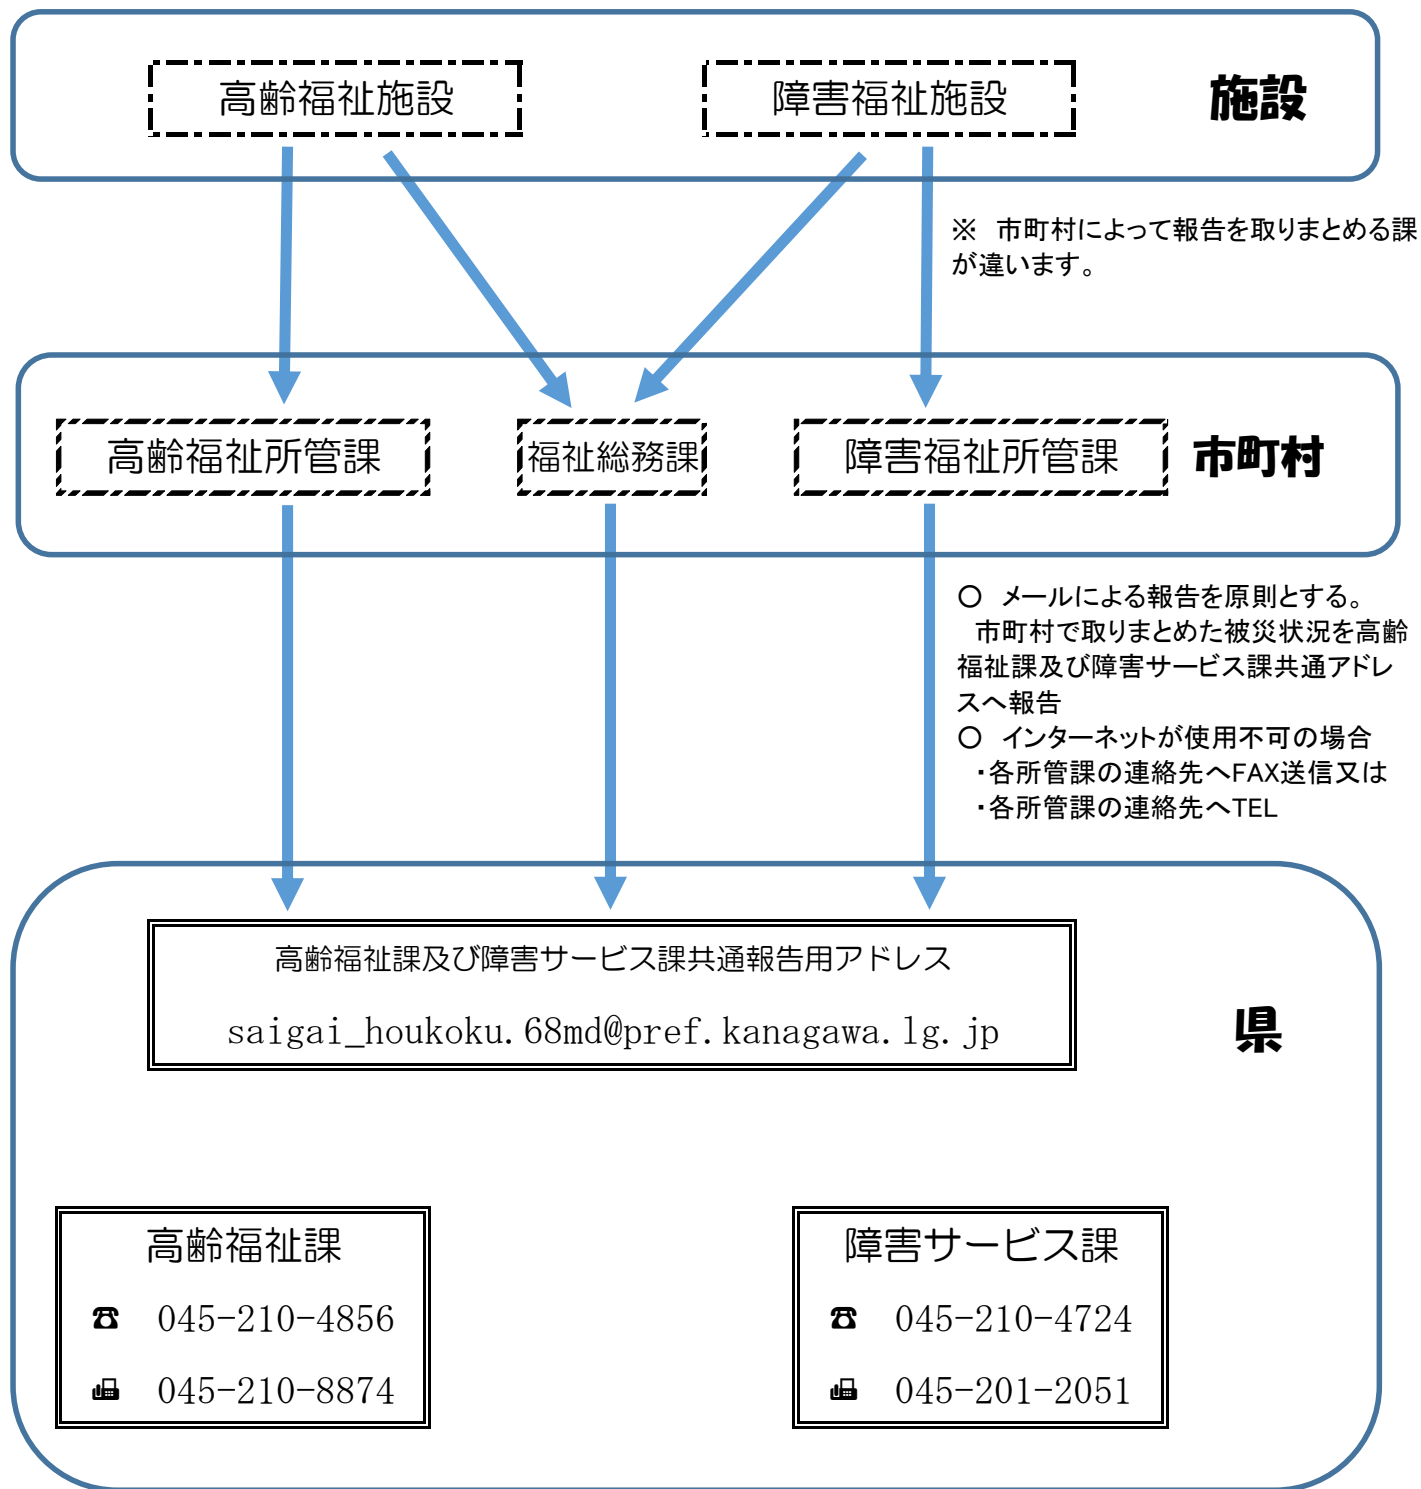 高齢福祉施設
障害福祉施設
施設
※　市町村によって報告を取りまとめる課
が違います。
高齢福祉所管課
福祉総務課
障害福祉所管課
市町村
〇　メールによる報告を原則とする。
　市町村で取りまとめた被災状況を高齢
福祉課及び障害サービス課共通アドレ
スへ報告
〇　インターネットが使用不可の場合
　・各所管課の連絡先へFAX送信又は
　・各所管課の連絡先へTEL
高齢福祉課及び障害サービス課共通報告用アドレス
saigai_houkoku.68md@pref.kanagawa.lg.jp
県
高齢福祉課
☎　045-210-4856
📠　045-210-8874
障害サービス課
☎　045-210-4724
📠　045-201-2051